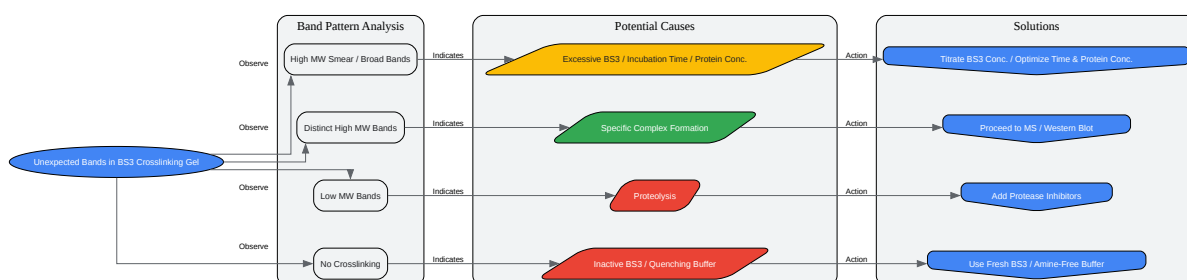 Band Pattern Analysis
Potential Causes
Solutions
Observe
High MW Smear / Broad Bands
Indicates
Excessive BS3 / Incubation Time / Protein Conc.
Action
Titrate BS3 Conc. / Optimize Time & Protein Conc.
Observe
Distinct High MW Bands
Indicates
Specific Complex Formation
Action
Proceed to MS / Western Blot
Unexpected Bands in BS3 Crosslinking Gel
Observe
Low MW Bands
Indicates
Proteolysis
Action
Add Protease Inhibitors
Observe
No Crosslinking
Indicates
Inactive BS3 / Quenching Buffer
Action
Use Fresh BS3 / Amine-Free Buffer